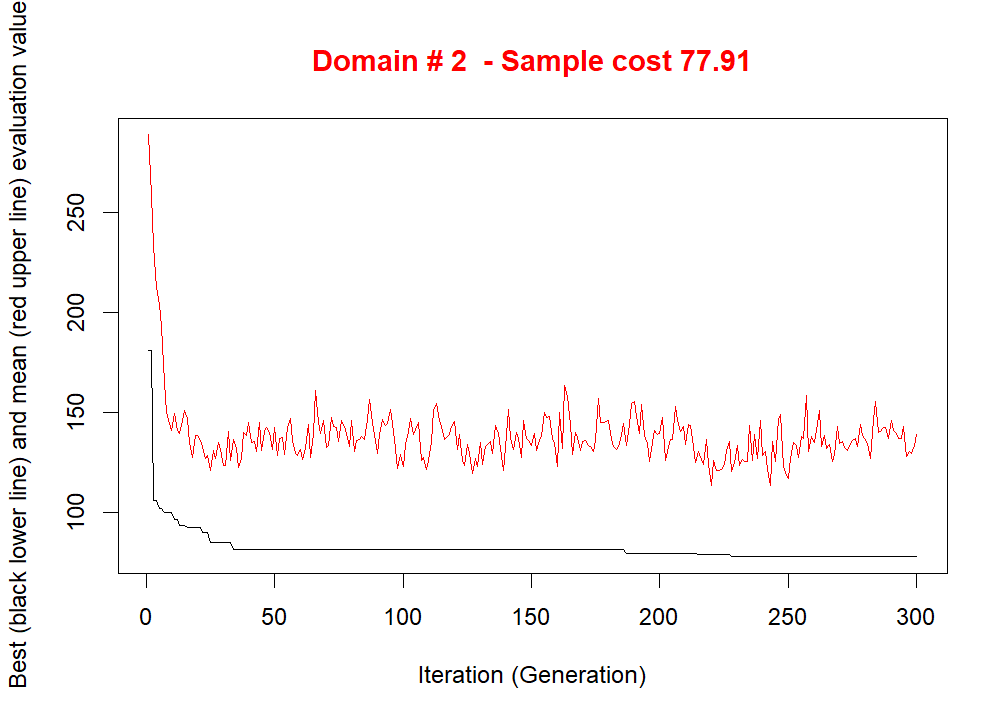 Domain # 2  - Sample cost 77.91
Best (black lower line) and mean (red upper line) evaluation value
250
200
150
100
0 50 100 150 200 250 300
Iteration (Generation)